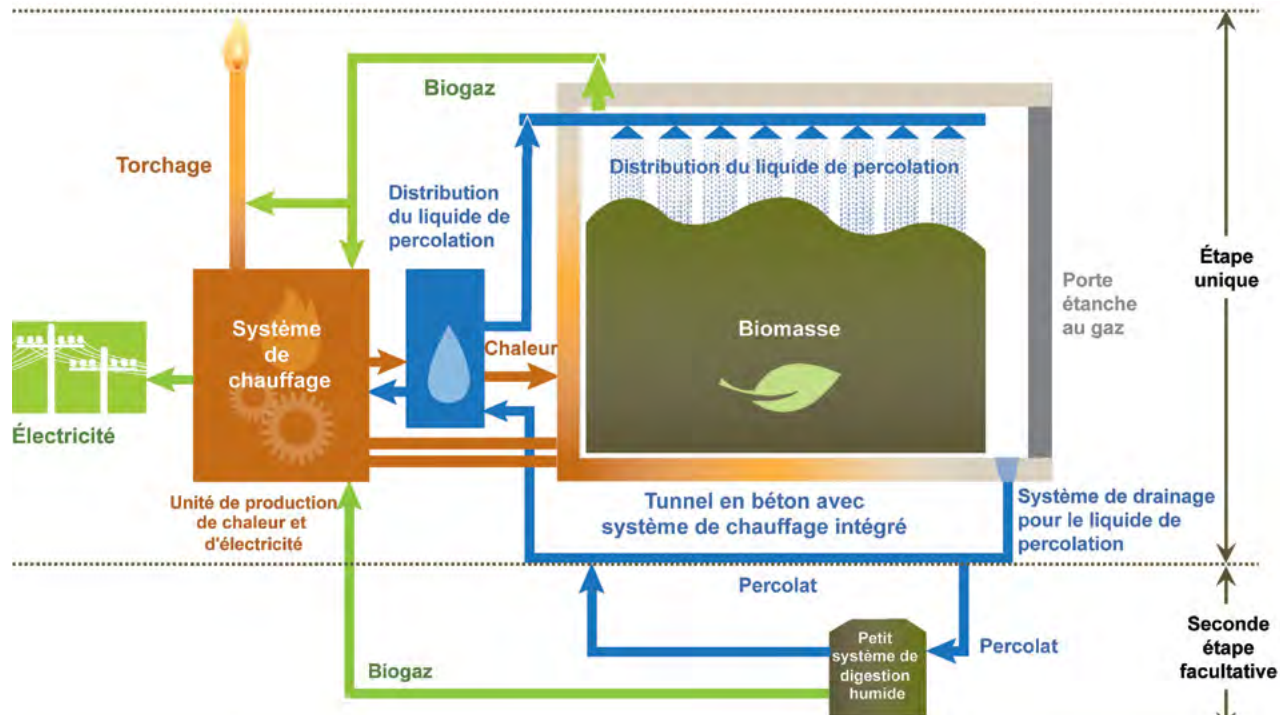 Biogaz
Torchage
Distribution
du liquide de
percolation
Distribution du liquide de percolation
Étape
unique
Porte
étanche
au gaz
Système
de
chauffage
Biomasse
Chaleur
Électricité
Unité de production
de chaleur et
d'électricité
Tunnel en béton avec
système de chauffage intégré
Système de drainage
pour le liquide de
percolation
Percolat
Seconde
étape
facultative
Petit
système de
digestion
humide
Percolat
Biogaz